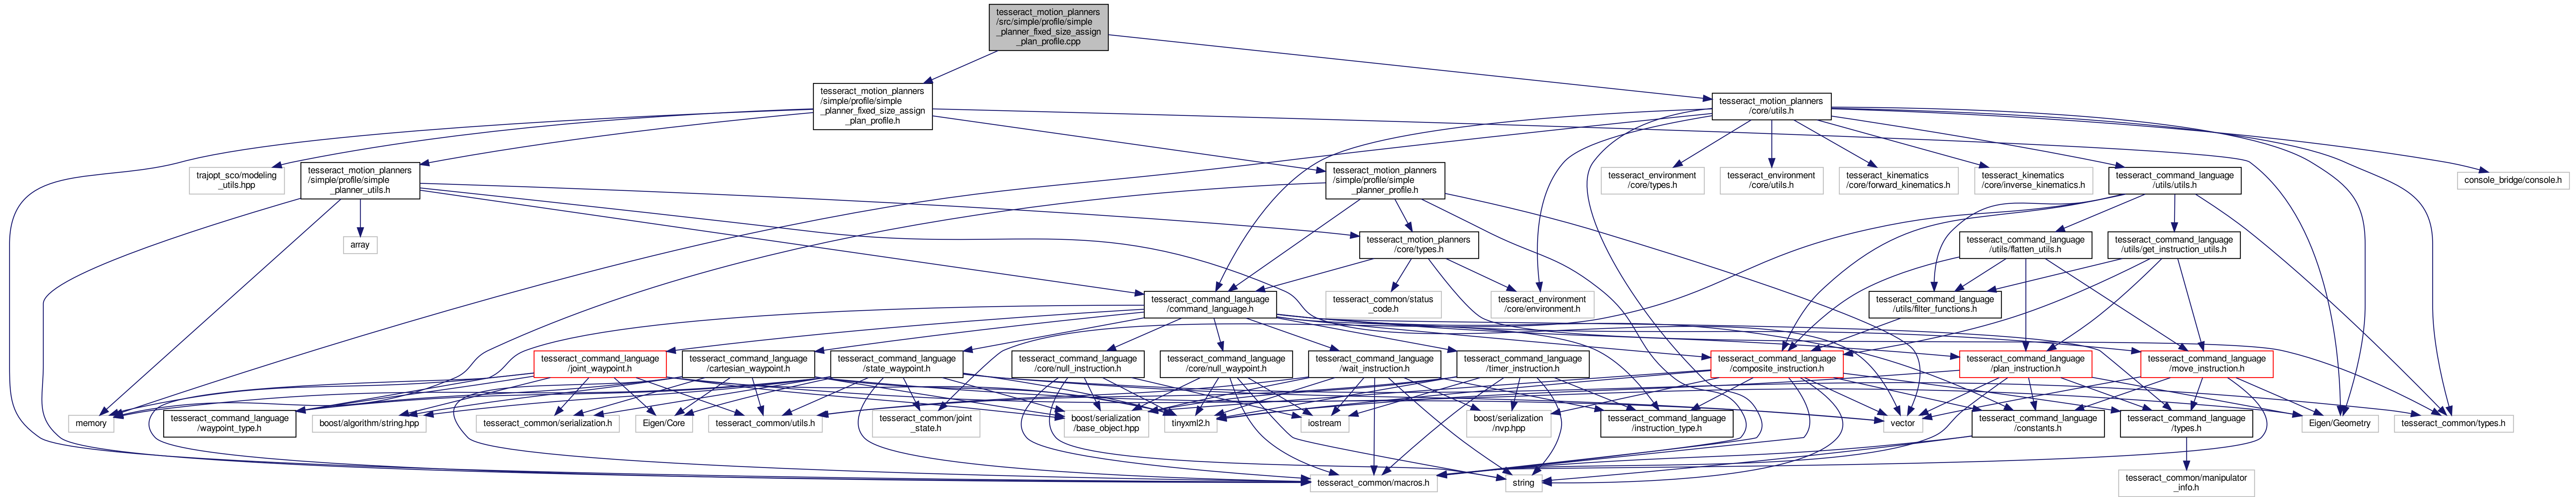 tesseract_motion_planners
/src/simple/profile/simple
_planner_fixed_size_assign
_plan_profile.cpp
tesseract_motion_planners
/simple/profile/simple
_planner_fixed_size_assign
_plan_profile.h
tesseract_motion_planners
/core/utils.h
trajopt_sco/modeling
_utils.hpp
tesseract_motion_planners
/simple/profile/simple
_planner_utils.h
tesseract_motion_planners
/simple/profile/simple
_planner_profile.h
tesseract_environment
/core/types.h
tesseract_environment
/core/utils.h
tesseract_kinematics
/core/forward_kinematics.h
tesseract_kinematics
/core/inverse_kinematics.h
tesseract_command_language
/utils/utils.h
console_bridge/console.h
array
tesseract_motion_planners
/core/types.h
tesseract_command_language
/utils/flatten_utils.h
tesseract_command_language
/utils/get_instruction_utils.h
tesseract_command_language
/command_language.h
tesseract_common/status
_code.h
tesseract_environment
/core/environment.h
tesseract_command_language
/utils/filter_functions.h
tesseract_command_language
/joint_waypoint.h
tesseract_command_language
/cartesian_waypoint.h
tesseract_command_language
/state_waypoint.h
tesseract_command_language
/core/null_instruction.h
tesseract_command_language
/core/null_waypoint.h
tesseract_command_language
/wait_instruction.h
tesseract_command_language
/timer_instruction.h
tesseract_command_language
/composite_instruction.h
tesseract_command_language
/plan_instruction.h
tesseract_command_language
/move_instruction.h
memory
tesseract_command_language
/waypoint_type.h
boost/algorithm/string.hpp
tesseract_common/serialization.h
Eigen/Core
tesseract_common/utils.h
tesseract_common/joint
_state.h
boost/serialization
/base_object.hpp
tinyxml2.h
iostream
boost/serialization
/nvp.hpp
tesseract_command_language
/instruction_type.h
vector
tesseract_command_language
/constants.h
tesseract_command_language
/types.h
Eigen/Geometry
tesseract_common/types.h
tesseract_common/macros.h
string
tesseract_common/manipulator
_info.h